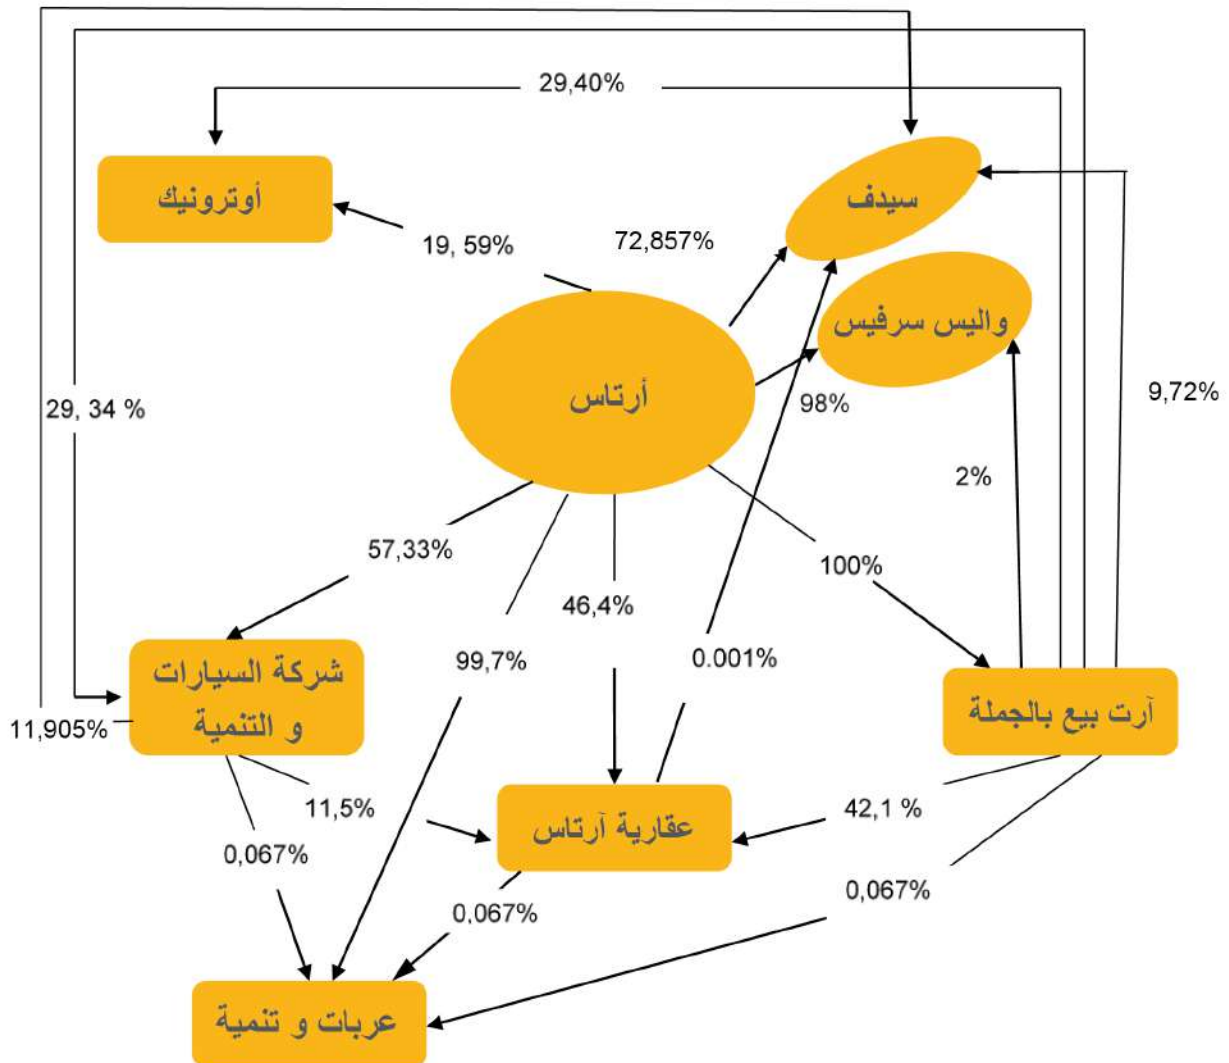 29,40%
أوترونيك
سيدف
19, 59%
72,857%
واليس سرفيس
أرتاس
29, 34 %
98%
9,72%
2%
57,33%
100%
46,4%
99,7%
0.001%
شركة السيارات
و التنمية
آرت بيع بالجملة
11,905%
11,5%
عقارية آرتاس
42,1 %
0,067%
0,067%
0,067%
عربات و تنمية